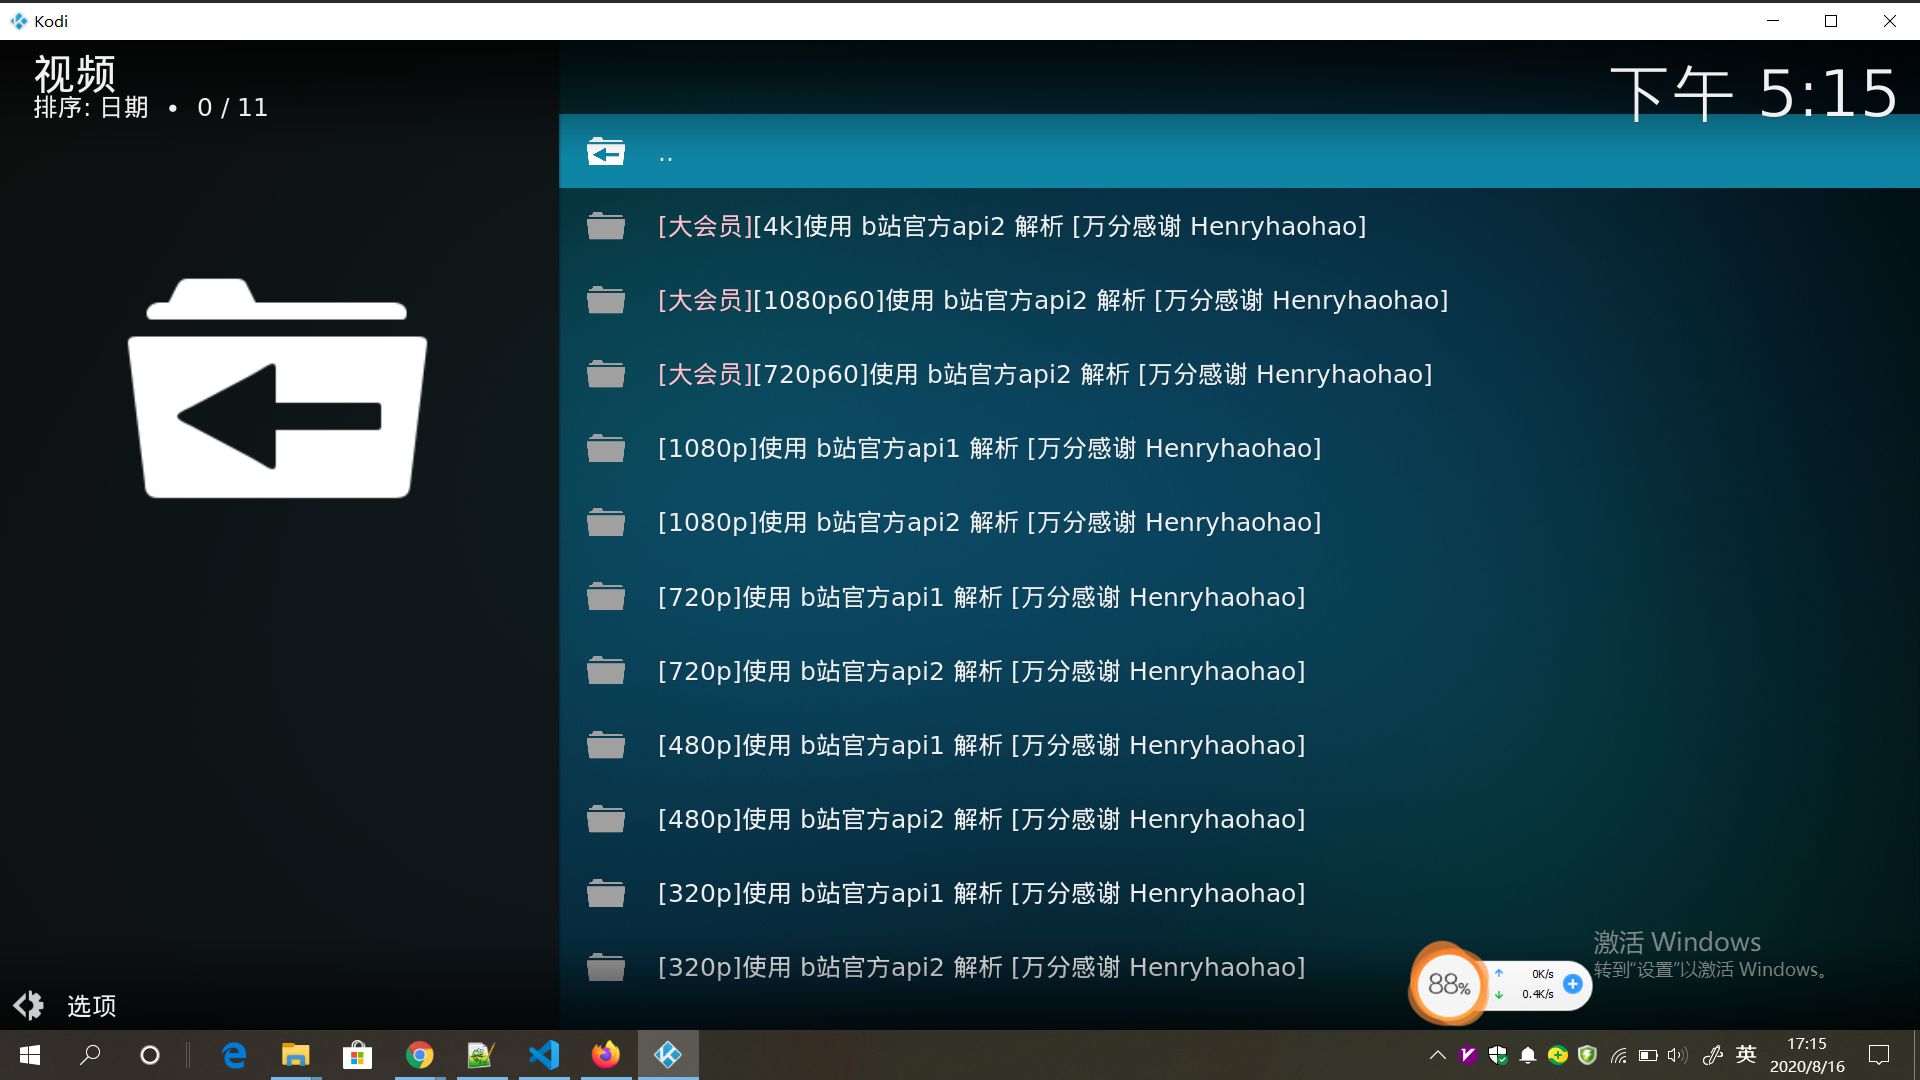 Kodi
视频
排序: 日期 • 0 / 11
下午 5:15
..
[大会员][4k]使用 b站官方api2 解析 [万分感谢 Henryhaohao]
[大会员][1080p60]使用 b站官方api2 解析 [万分感谢 Henryhaohao]
[大会员][720p60]使用 b站官方api2 解析 [万分感谢 Henryhaohao]
[1080p]使用 b站官方api1 解析 [万分感谢 Henryhaohao]
[1080p]使用 b站官方api2 解析 [万分感谢 Henryhaohao]
[720p]使用 b站官方api1 解析 [万分感谢 Henryhaohao]
[720p]使用 b站官方api2 解析 [万分感谢 Henryhaohao]
[480p]使用 b站官方api1 解析 [万分感谢 Henryhaohao]
[480p]使用 b站官方api2 解析 [万分感谢 Henryhaohao]
[320p]使用 b站官方api1 解析 [万分感谢 Henryhaohao]
[320p]使用 b站官方api2 解析 [万分感谢 Henryhaohao]
激活 Windows
转到“设置”以激活 Windows。
88%
0K/s
0.4K/s
选项
英
17:15
2020/8/16